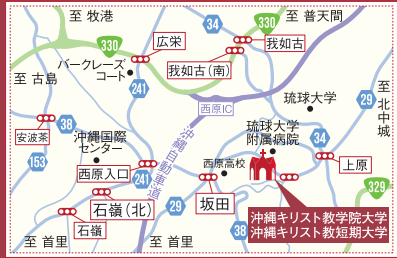 至 牧港
34
330
至 普天間
330
広栄
我如古
我如古(南)
バークレーズ
コート
至 古島
241
西原IC
琉球大学
29
至 北中城
安波茶
38
沖縄国際
センター
沖縄自動車道
琉球大学
附属病院
34
153
西原入口
西原高校
上原
241
石嶺(北)
29
坂田
329
石嶺
沖縄キリスト教学院大学
沖縄キリスト教短期大学
至 首里
至 首里
38